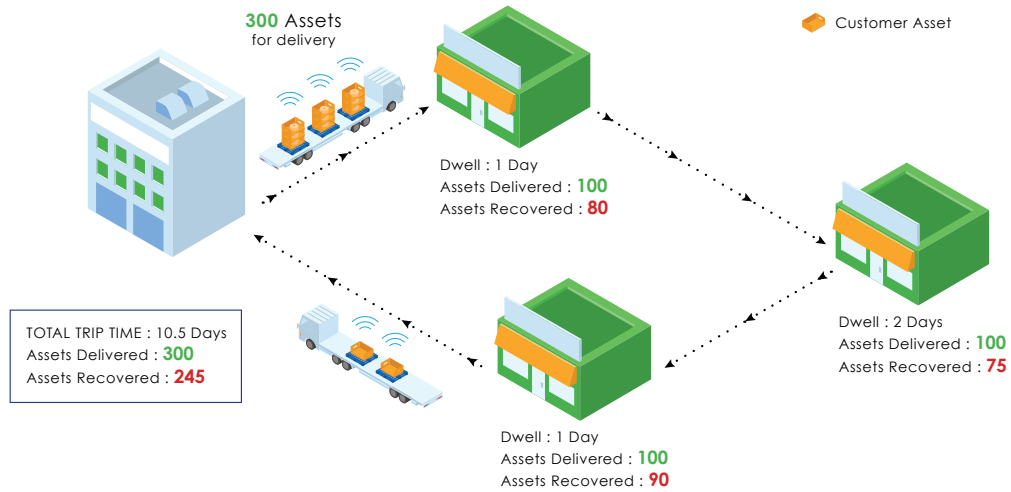 300 Assets
for delivery
Customer Asset
Dwell : 1 Day
Assets Delivered : 100
Assets Recovered : 80
Dwell : 2 Days
Assets Delivered : 100
Assets Recovered : 75
TOTAL TRIP TIME : 10.5 Days
Assets Delivered : 300
Assets Recovered : 245
Dwell : 1 Day
Assets Delivered : 100
Assets Recovered : 90